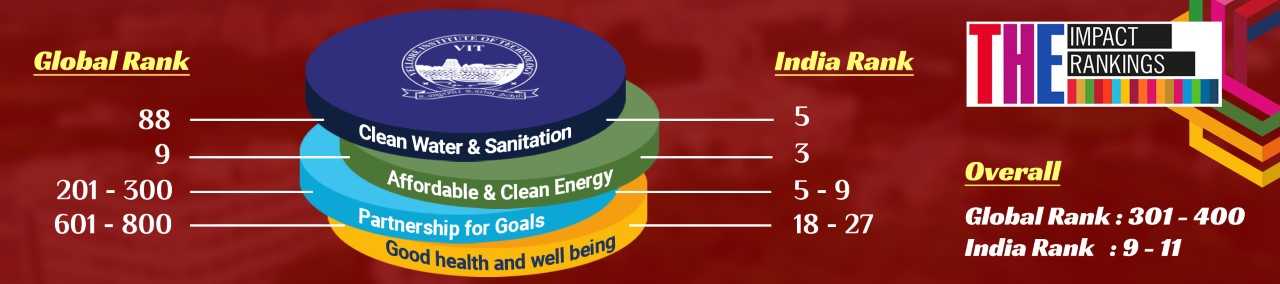 Global Rank
88
9
201 - 300
601 - 800
VELLORE INSTITUTE OF TECHNOLOGY
VIT
Clean Water & Sanitation
Affordable & Clean Energy
Partnership for Goals
Good health and well being
India Rank
5
3
5 - 9
18 - 27
THE IMPACT
RANKINGS
Overall
Global Rank : 301 - 400
India Rank : 9 - 11